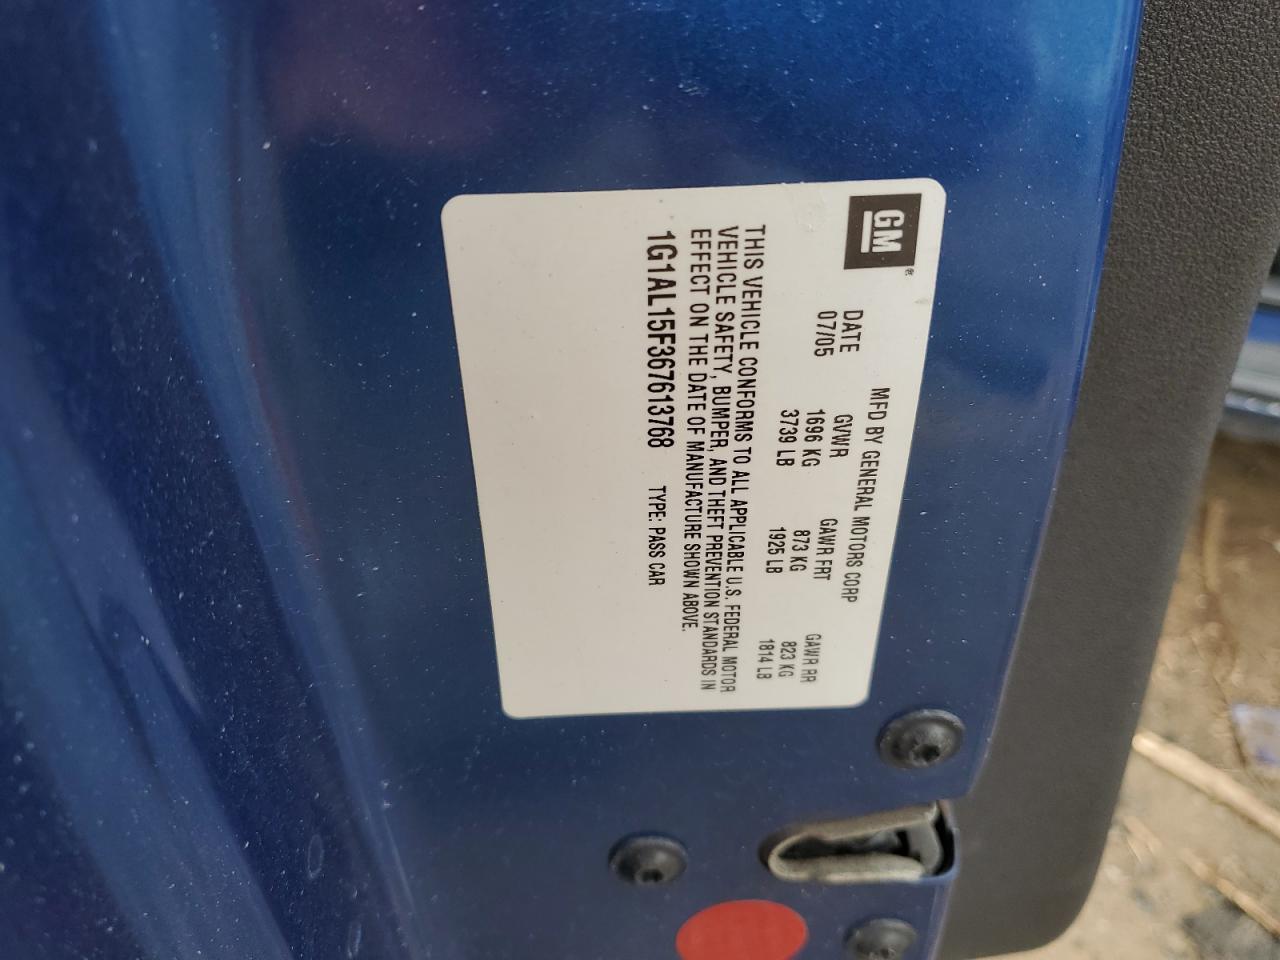 GM®
MFD BY GENERAL MOTORS CORP
DATE GVWR GAWR FRT GAWR RR
07/05 1696 KG 873 KG 823 KG
3739 LB 1925 LB 1814 LB
THIS VEHICLE CONFORMS TO ALL APPLICABLE U.S. FEDERAL MOTOR
VEHICLE SAFETY, BUMPER, AND THEFT PREVENTION STANDARDS IN
EFFECT ON THE DATE OF MANUFACTURE SHOWN ABOVE.
1G1AL15F367613768 TYPE: PASS CAR